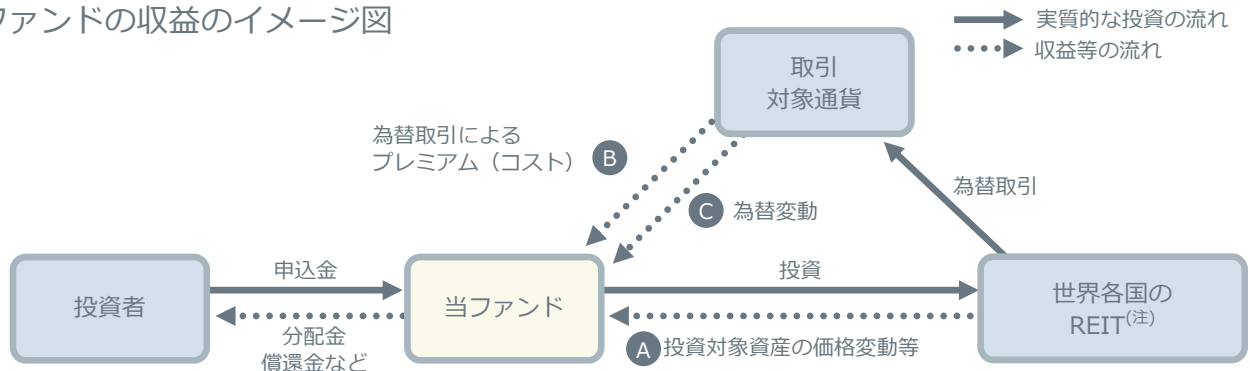 ファンドの収益のイメージ図
実質的な投資の流れ
収益等の流れ
取引
対象通貨
為替取引による
プレミアム（コスト）
B
C
為替変動
為替取引
投資者
申込金
分配金
償還金など
当ファンド
投資
A
投資対象資産の価格変動等
世界各国の
REIT(注)